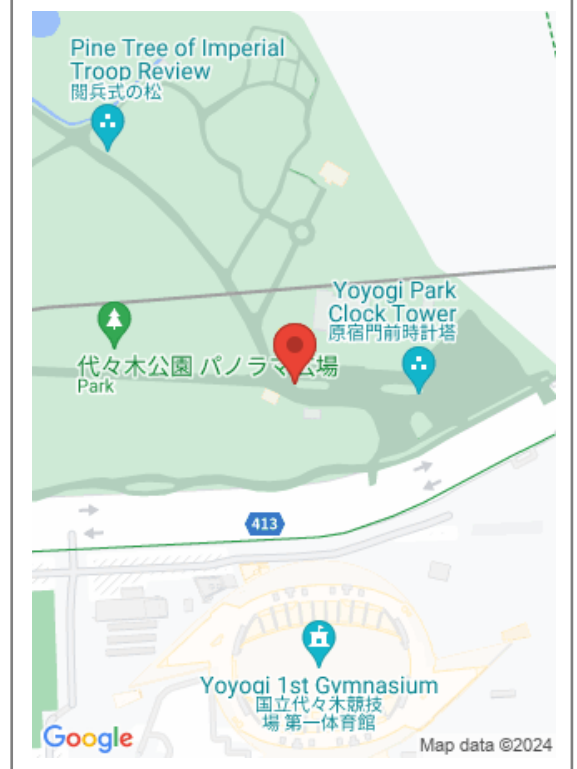 Pine Tree of Imperial
Troop Review
閲兵式の松
Yoyogi Park
Clock Tower
原宿門前時計塔
代々木公園 パノラマ広場
Park
413
Yoyogi 1st Gymnasium
国立代々木競技
場 第一体育館
Google
Map data ©2024